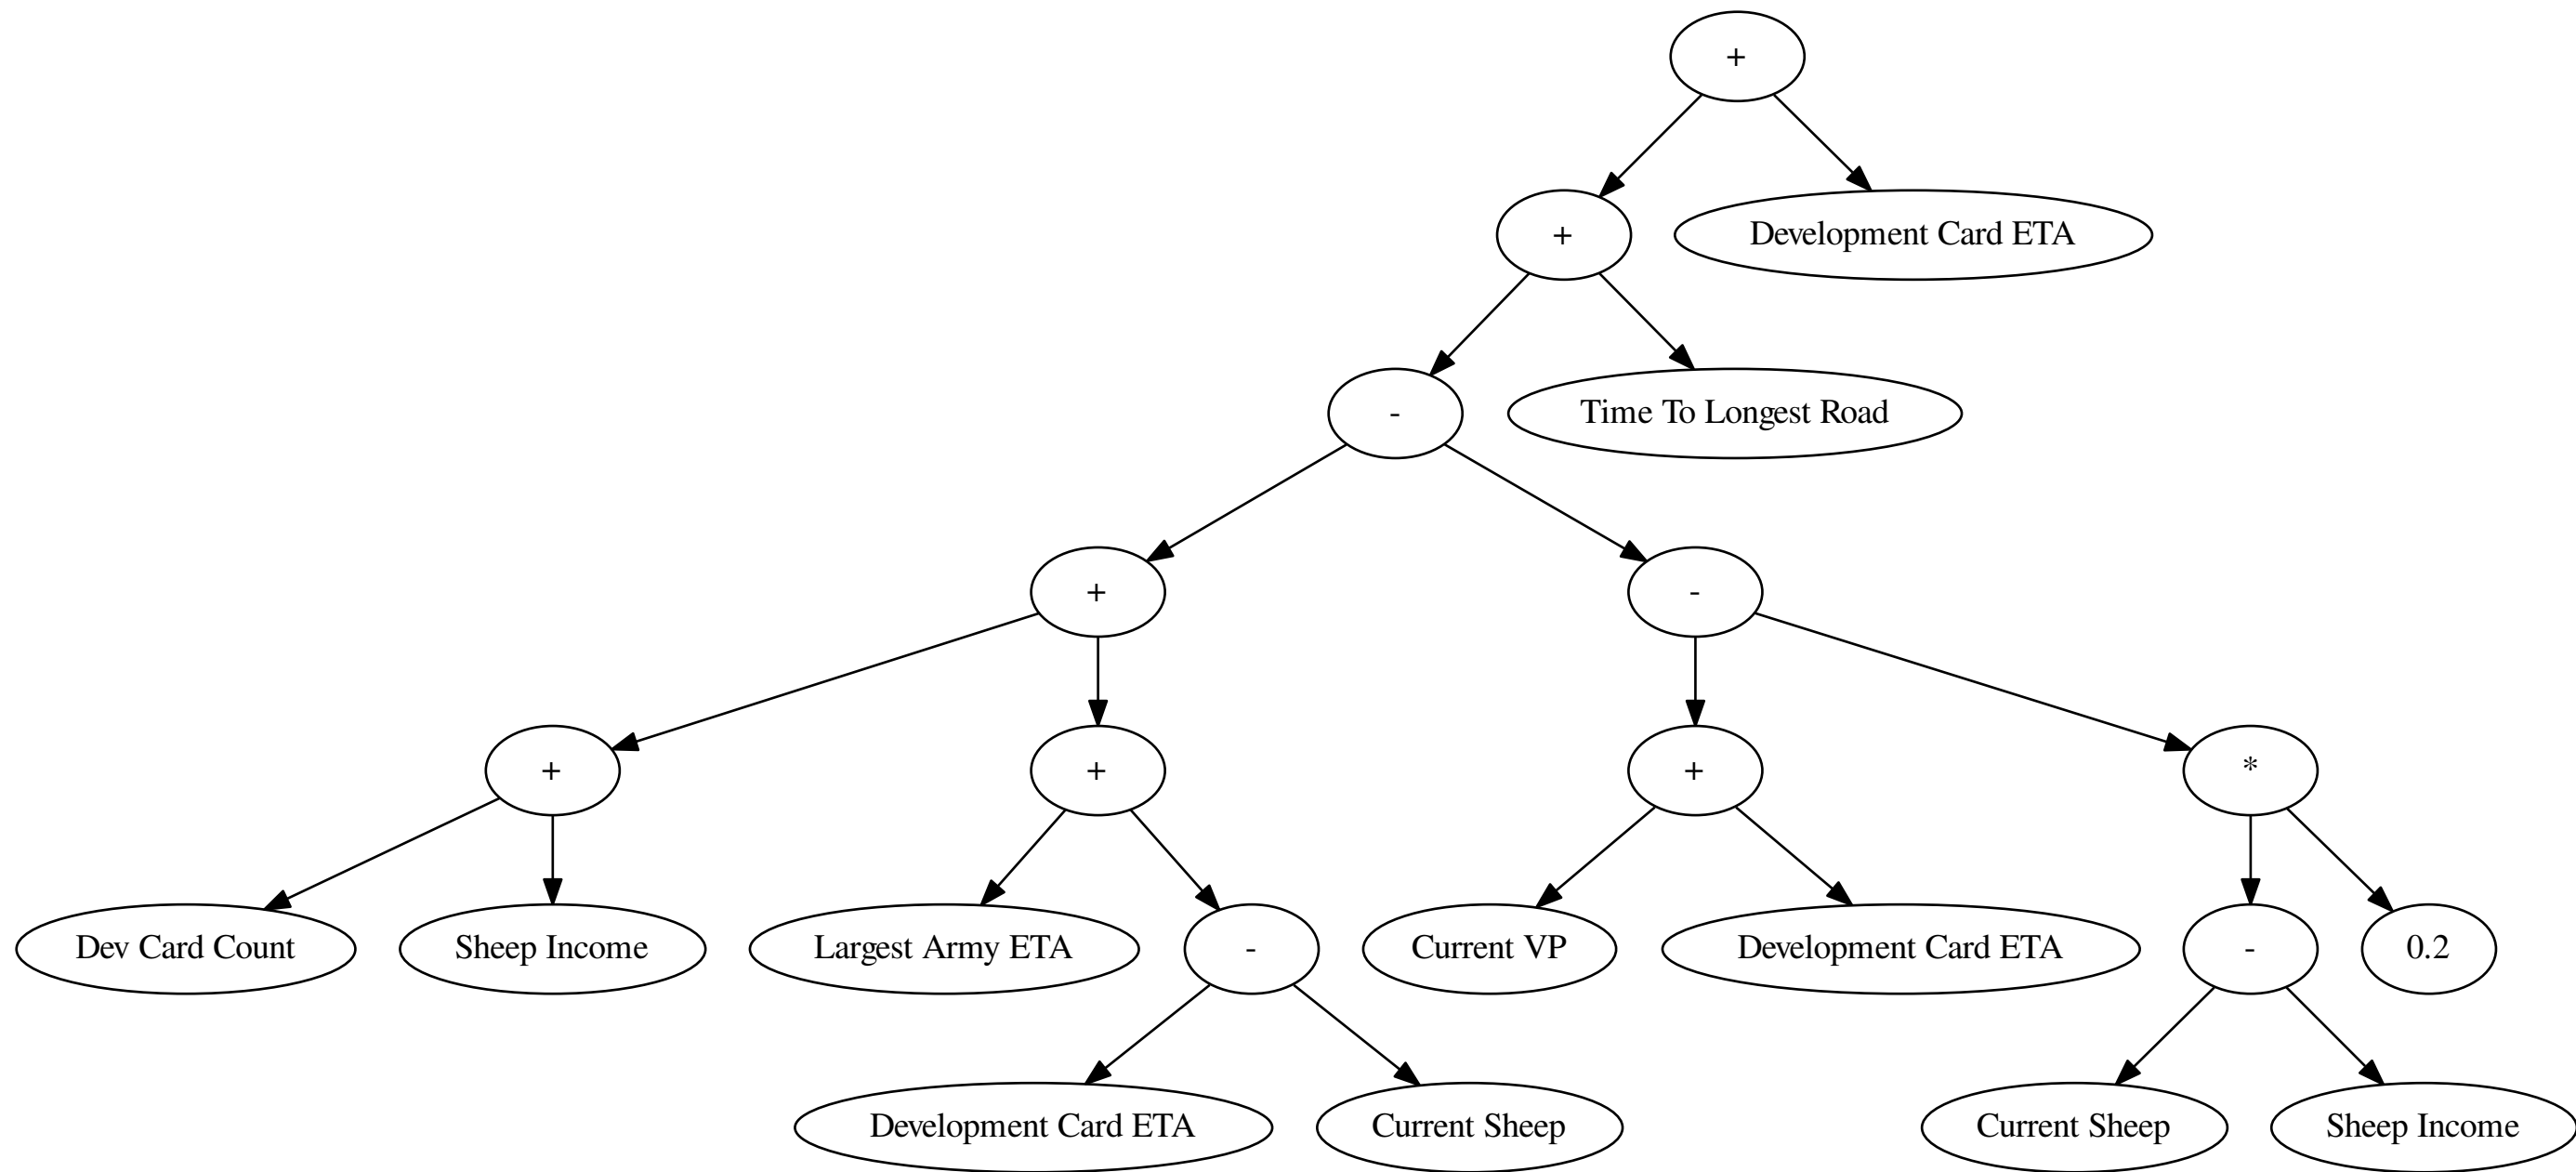 +
+
Development Card ETA
-
Time To Longest Road
+
-
+
+
+
*
Dev Card Count
Sheep Income
Largest Army ETA
-
Current VP
Development Card ETA
-
0.2
Development Card ETA
Current Sheep
Current Sheep
Sheep Income